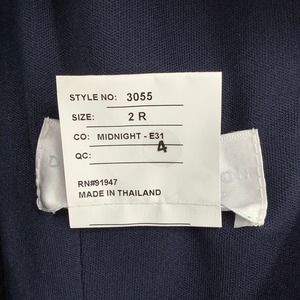 STYLE NO: 3055
SIZE: 2 R
CO: MIDNIGHT - E31
QC: 4
RN#91947
MADE IN THAILAND